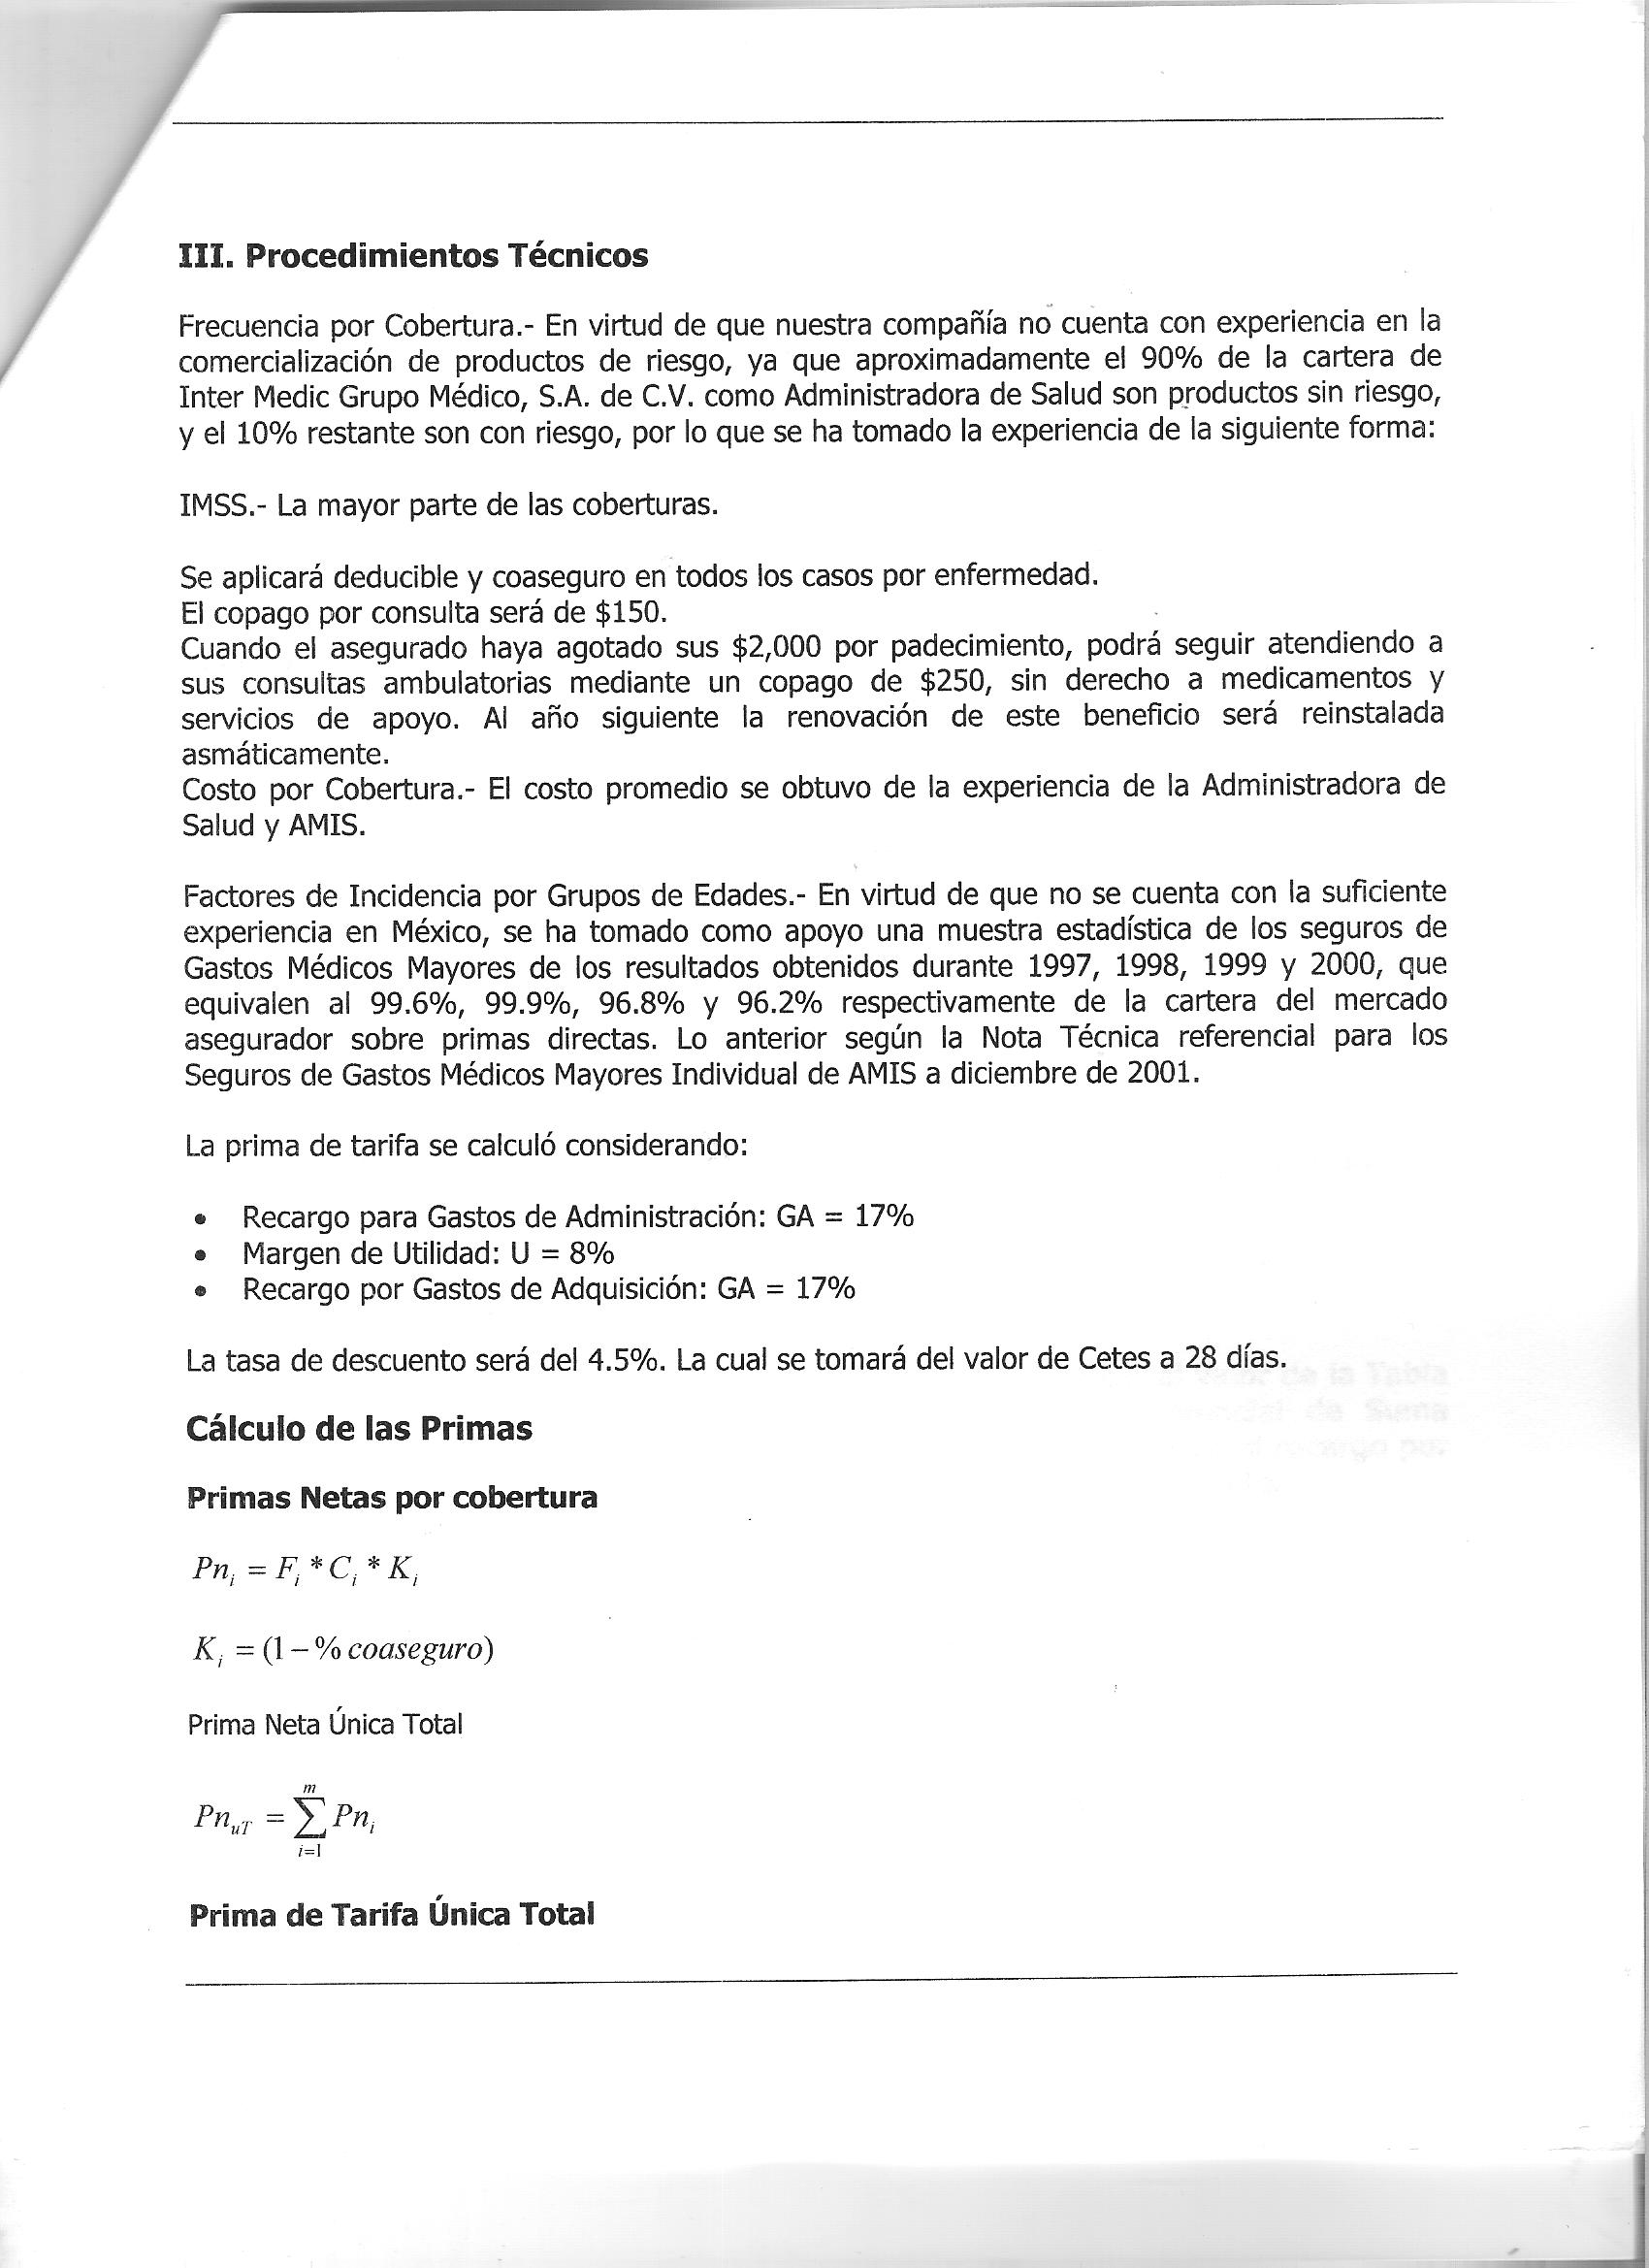 III. Procedimientos Técnicos
Frecuencia por Cobertura.- En virtud de que nuestra compañía no cuenta con experiencia en la
comercialización de productos de riesgo, ya que aproximadamente el 90% de la cartera de
Inter Medic Grupo Médico, S.A. de C.V. como Administradora de Salud son productos sin riesgo,
y el 10% restante son con riesgo, por lo que se ha tomado la experiencia de la siguiente forma:
IMSS.- La mayor parte de las coberturas.
Se aplicará deducible y coaseguro en todos los casos por enfermedad.
El copago por consulta será de $150.
Cuando el asegurado haya agotado sus $2,000 por padecimiento, podrá seguir atendiendo a
sus consultas ambulatorias mediante un copago de $250, sin derecho a medicamentos y
servicios de apoyo. Al año siguiente la renovación de este beneficio será reinstalada
asmáticamente.
Costo por Cobertura.- El costo promedio se obtuvo de la experiencia de la Administradora de
Salud y AMIS.
Factores de Incidencia por Grupos de Edades.- En virtud de que no se cuenta con la suficiente
experiencia en México, se ha tomado como apoyo una muestra estadística de los seguros de
Gastos Médicos Mayores de los resultados obtenidos durante 1997, 1998, 1999 y 2000, que
equivalen al 99.6%, 99.9%, 96.8% y 96.2% respectivamente de la cartera del mercado
asegurador sobre primas directas. Lo anterior según la Nota Técnica referencial para los
Seguros de Gastos Médicos Mayores Individual de AMIS a diciembre de 2001.
La prima de tarifa se calculó considerando:
• Recargo para Gastos de Administración: GA = 17%
• Margen de Utilidad: U = 8%
• Recargo por Gastos de Adquisición: GA = 17%
La tasa de descuento será del 4.5%. La cual se tomará del valor de Cetes a 28 días.
Cálculo de las Primas
Primas Netas por cobertura
Pn_i = F_i * C_i * K_i
K_i = (1 – % coaseguro)
Prima Neta Única Total
Pn_uT = ∑_{i=1}^{m} Pn_i
Prima de Tarifa Única Total